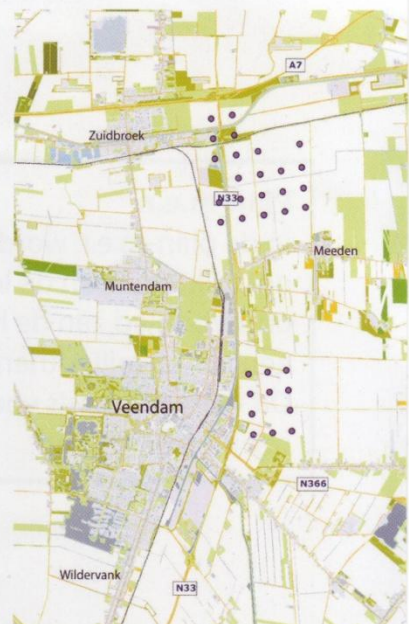 A7
Zuidbroek
N33
Meeden
Muntendam
Veendam
N366
Wildervank
N33